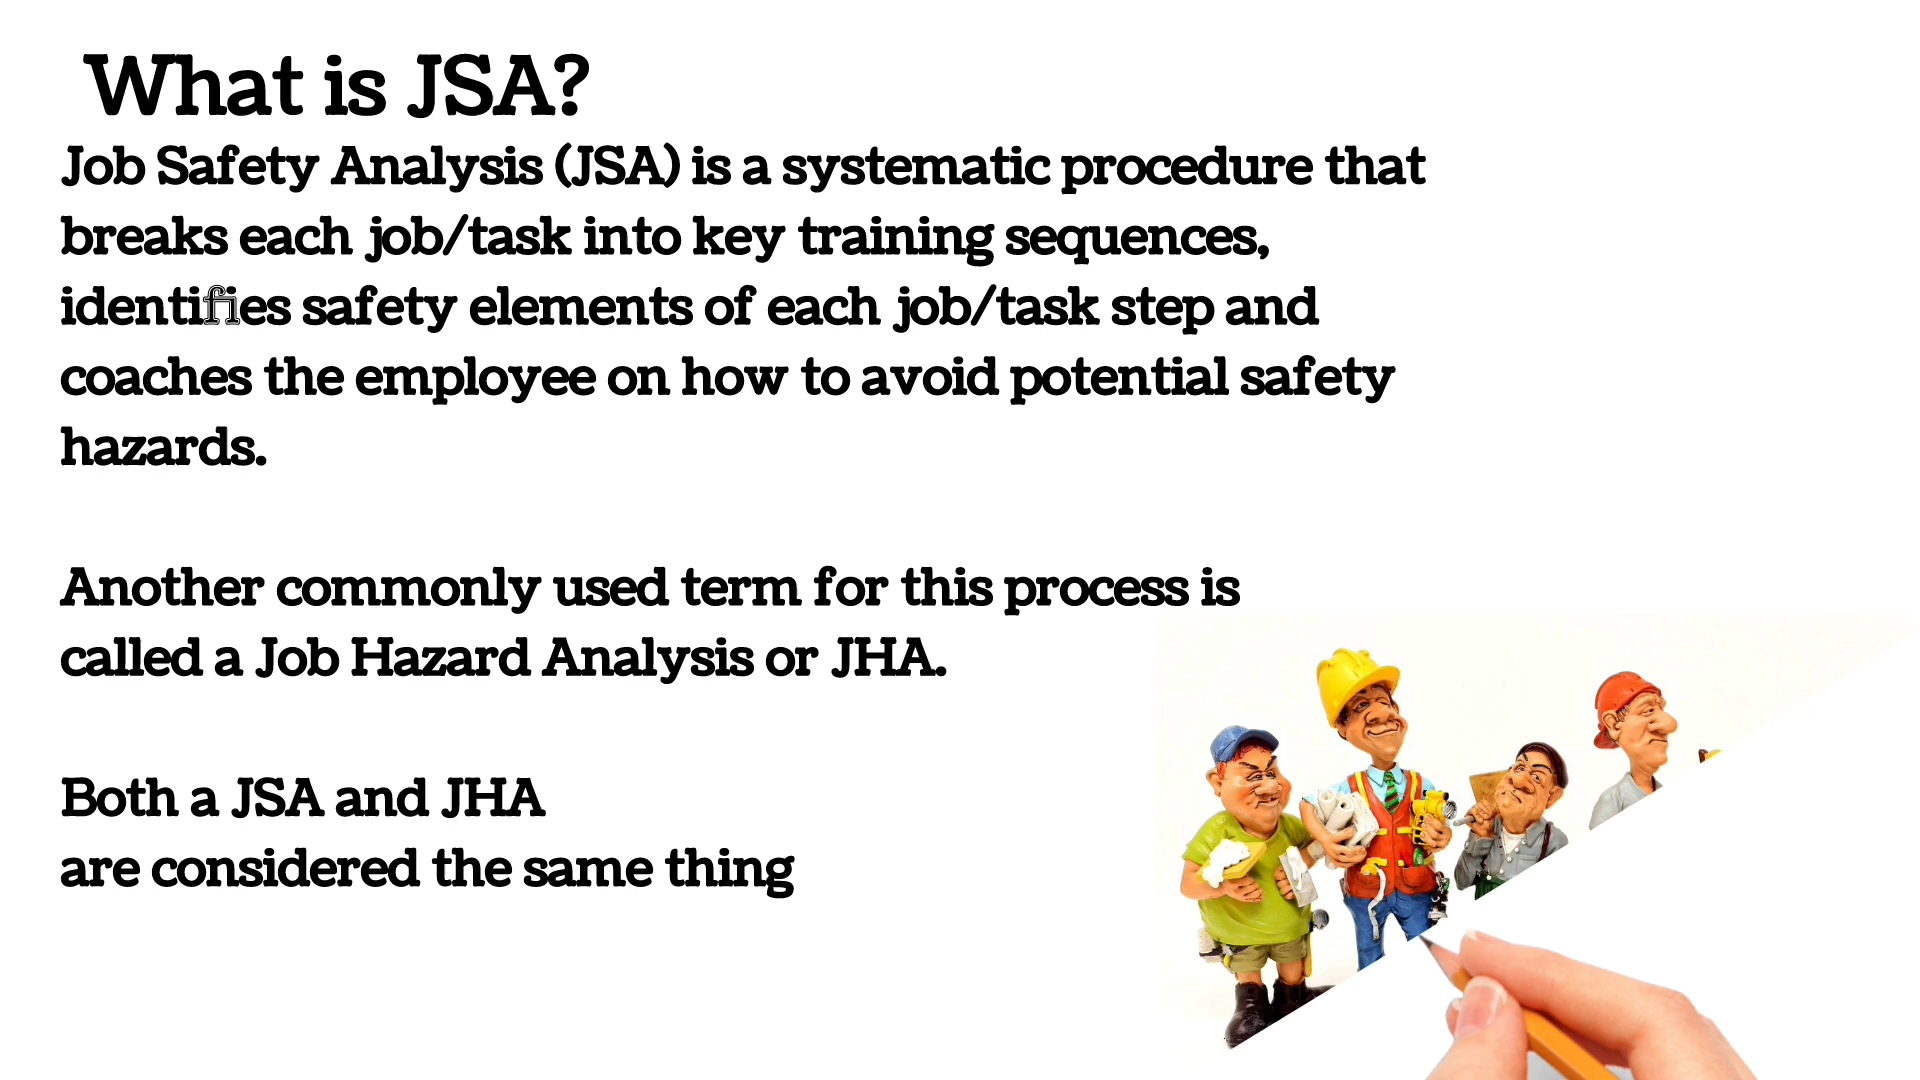 What is JSA?
Job Safety Analysis (JSA) is a systematic procedure that
breaks each job/task into key training sequences,
identifies safety elements of each job/task step and
coaches the employee on how to avoid potential safety
hazards.
Another commonly used term for this process is
called a Job Hazard Analysis or JHA.
Both a JSA and JHA
are considered the same thing